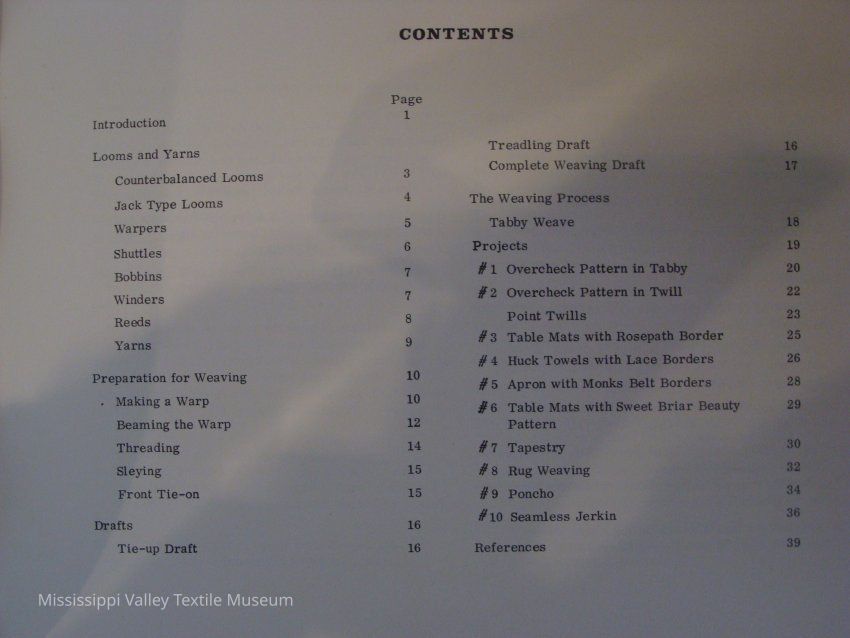 CONTENTS
Page
Introduction 1
Looms and Yarns
Counterbalanced Looms 3
Jack Type Looms 4
Warpers 5
Shuttles 6
Bobbins 7
Winders 7
Reeds 8
Yarns 9
Preparation for Weaving 10
Making a Warp 10
Beaming the Warp 12
Threading 14
Sleying 15
Front Tie-on 15
Drafts 16
Tie-up Draft 16
Treadling Draft 16
Complete Weaving Draft 17
The Weaving Process
Tabby Weave 18
Projects 19
#1 Overcheck Pattern in Tabby 20
#2 Overcheck Pattern in Twill 22
Point Twills 23
#3 Table Mats with Rosepath Border 25
#4 Huck Towels with Lace Borders 26
#5 Apron with Monks Belt Borders 28
#6 Table Mats with Sweet Briar Beauty 29
Pattern
#7 Tapestry 30
#8 Rug Weaving 32
#9 Poncho 34
#10 Seamless Jerkin 36
References 39
Mississippi Valley Textile Museum